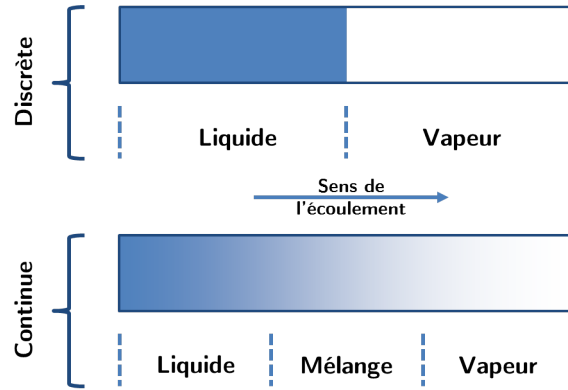 Discrète
Liquide
Vapeur
Sens de
l'écoulement
Continue
Liquide
Mélange
Vapeur